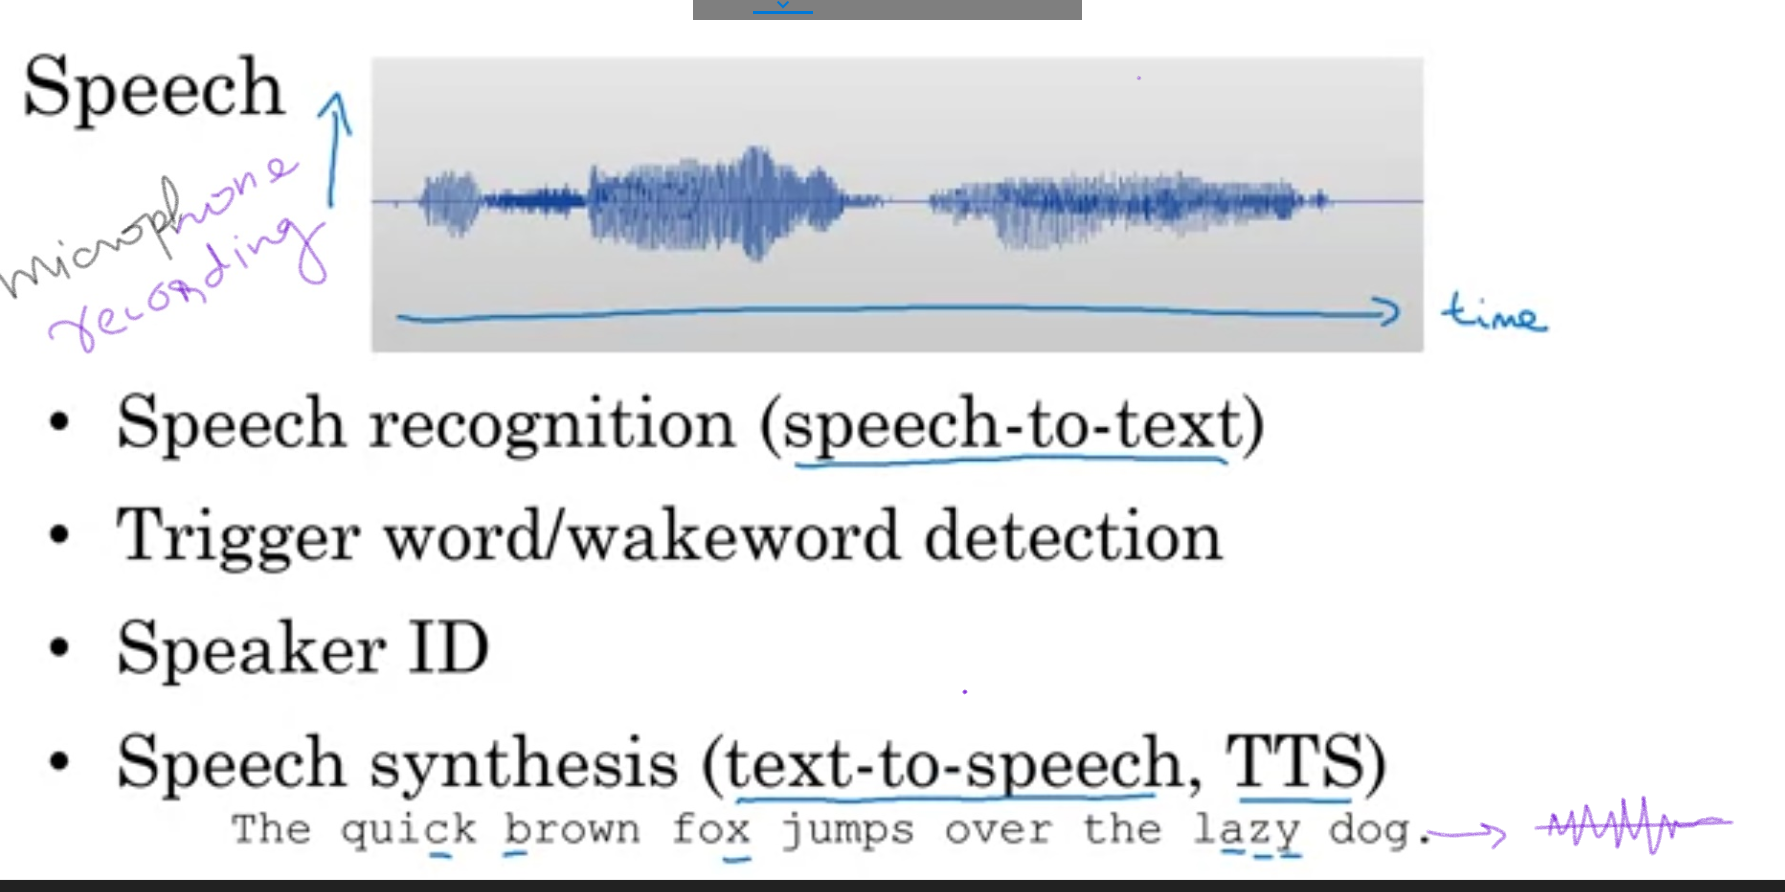 Speech
microphone
recording
time
• Speech recognition (speech-to-text)
• Trigger word/wakeword detection
• Speaker ID
• Speech synthesis (text-to-speech, TTS)
The quick brown fox jumps over the lazy dog.